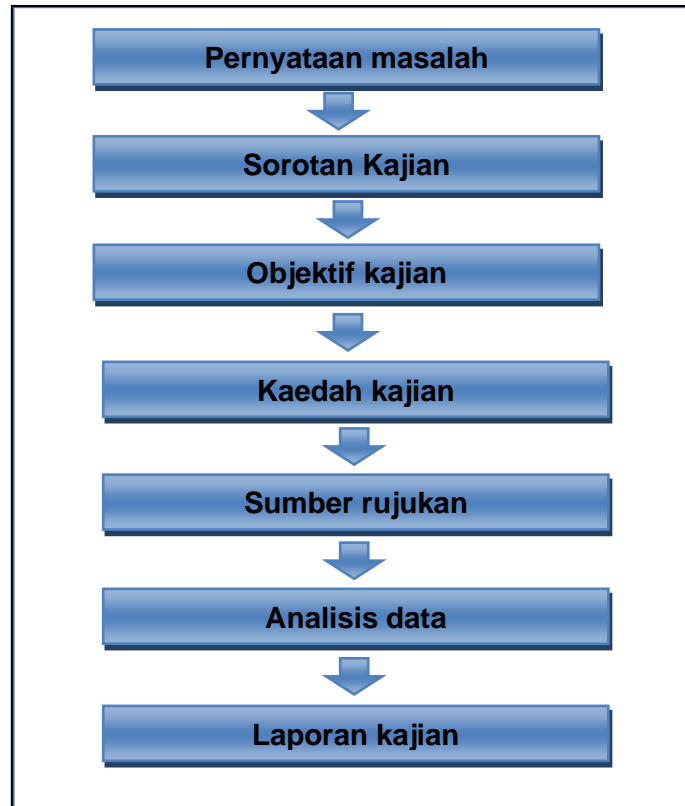 Pernyataan masalah
Sorotan Kajian
Objektif kajian
Kaedah kajian
Sumber rujukan
Analisis data
Laporan kajian